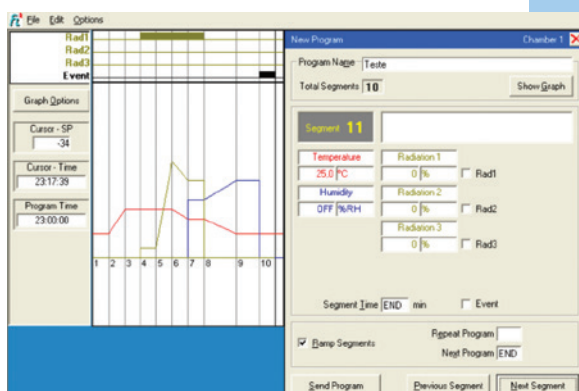 File Edit Options
Rad1
Rad2
Rad3
Event
Graph Options
Cursor - SP
-34
Cursor - Time
23:17:39
Program Time
23:00:00
1 2 3 4 5 6 7 8 9 10
New Program Chamber 1
Program Name Teste
Total Segments 10 Show Graph
Segment 11
Temperature Radiation 1
25.0 °C 0 % Rad1
Humidity Radiation 2
OFF %RH 0 % Rad2
Radiation 3
0 % Rad3
Segment Time END min Event
Ramp Segments Repeat Program
Next Program END
Send Program Previous Segment Next Segment